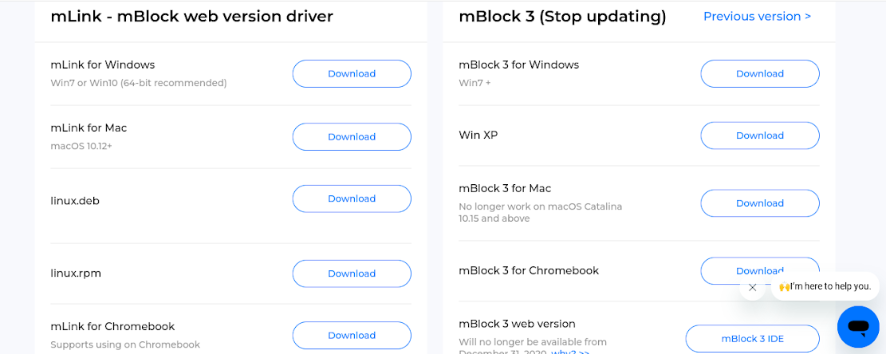 mLink - mBlock web version driver
mLink for Windows
Win7 or Win10 (64-bit recommended)
Download
mLink for Mac
macOS 10.12+
Download
linux.deb
Download
linux.rpm
Download
mLink for Chromebook
Supports using on Chromebook
Download
mBlock 3 (Stop updating)
Previous version >
mBlock 3 for Windows
Win7 +
Download
Win XP
Download
mBlock 3 for Mac
No longer work on macOS Catalina
10.15 and above
Download
mBlock 3 for Chromebook
Download
🙌I'm here to help you.
mBlock 3 web version
Will no longer be available from
December 31, 2020. why? >>
mBlock 3 IDE